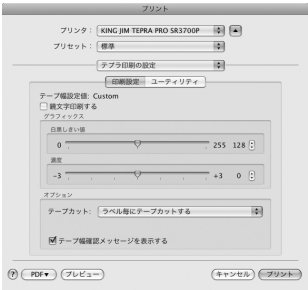 プリント
プリンタ： KING JIM TEPRA PRO SR3700P
プリセット： 標準
テプラ印刷の設定
印刷設定 ユーティリティ
テープ幅設定値: Custom
鏡文字印刷する
グラフィックス
白黒しきい値
0 255 128
濃度
-3 +3 0
オプション
テープカット： ラベル毎にテープカットする
テープ幅確認メッセージを表示する
? PDF▼ プレビュー キャンセル プリント